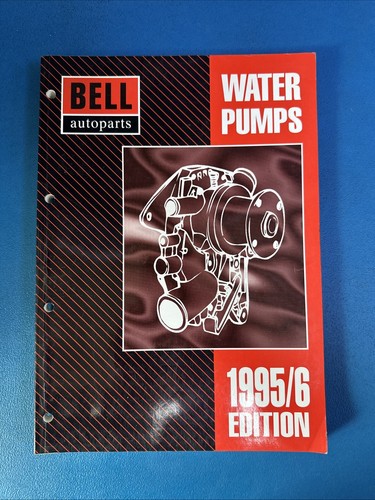 BELL
autoparts
WATER
PUMPS
1995/6
EDITION